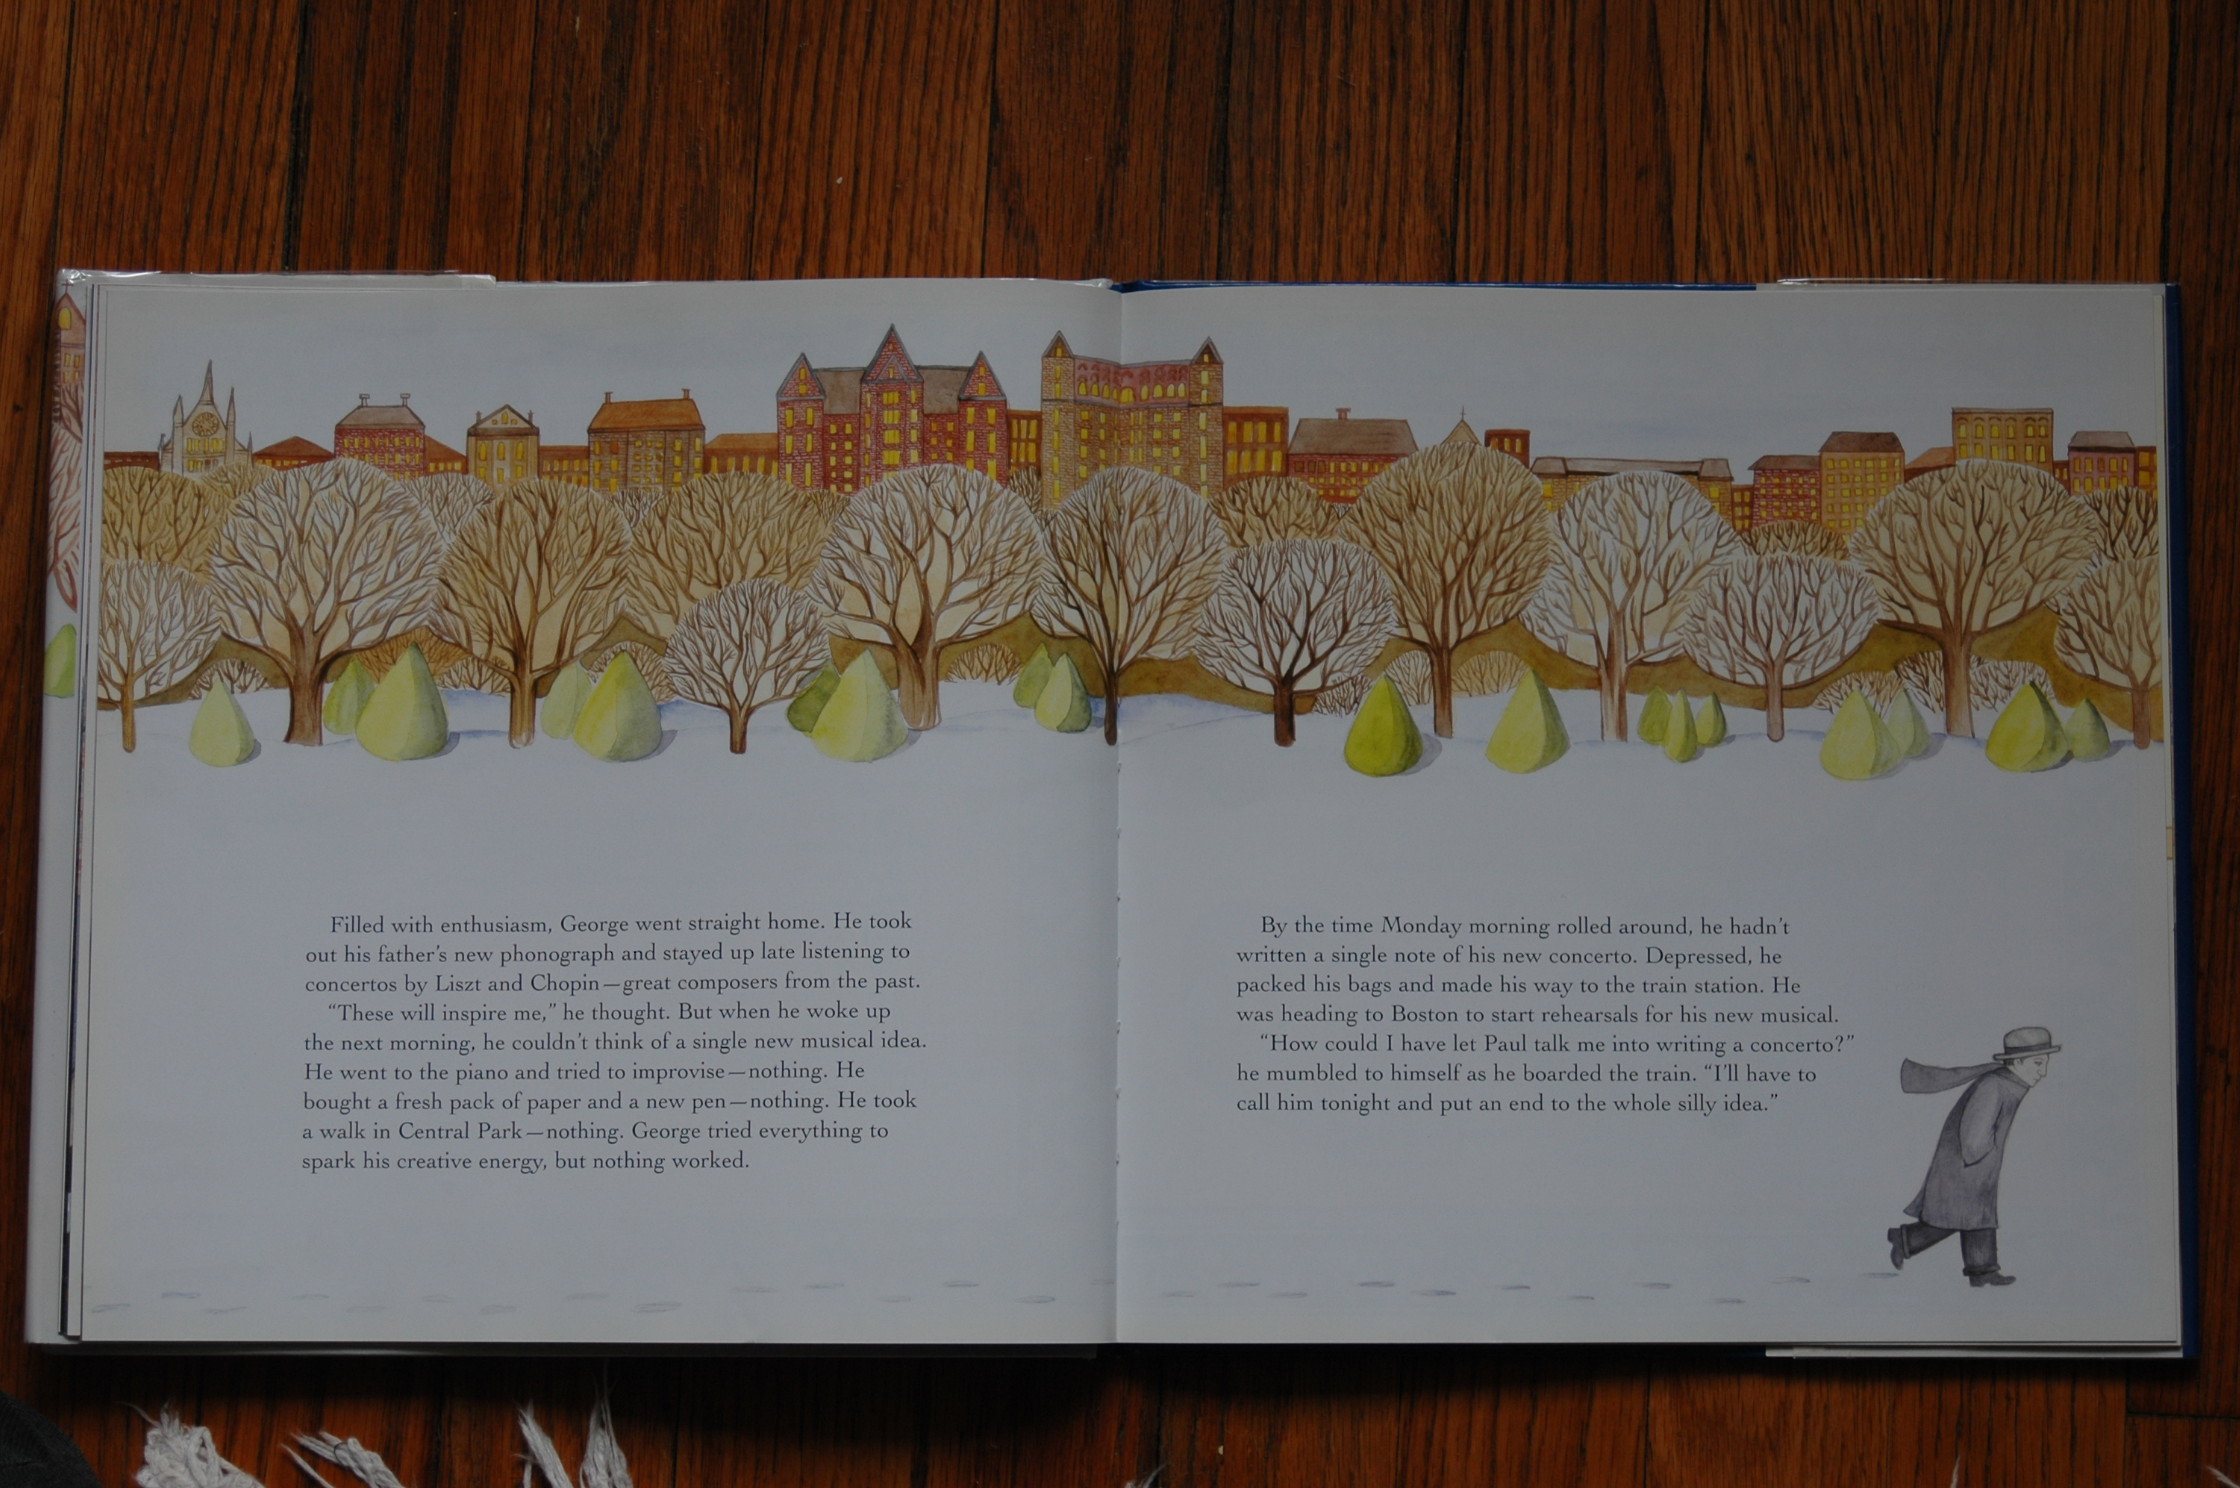 Filled with enthusiasm, George went straight home. He took
out his father's new phonograph and stayed up late listening to
concertos by Liszt and Chopin—great composers from the past.
“These will inspire me,” he thought. But when he woke up
the next morning, he couldn't think of a single new musical idea.
He went to the piano and tried to improvise—nothing. He
bought a fresh pack of paper and a new pen—nothing. He took
a walk in Central Park—nothing. George tried everything to
spark his creative energy, but nothing worked.
By the time Monday morning rolled around, he hadn't
written a single note of his new concerto. Depressed, he
packed his bags and made his way to the train station. He
was heading to Boston to start rehearsals for his new musical.
“How could I have let Paul talk me into writing a concerto?”
he mumbled to himself as he boarded the train. “I'll have to
call him tonight and put an end to the whole silly idea.”